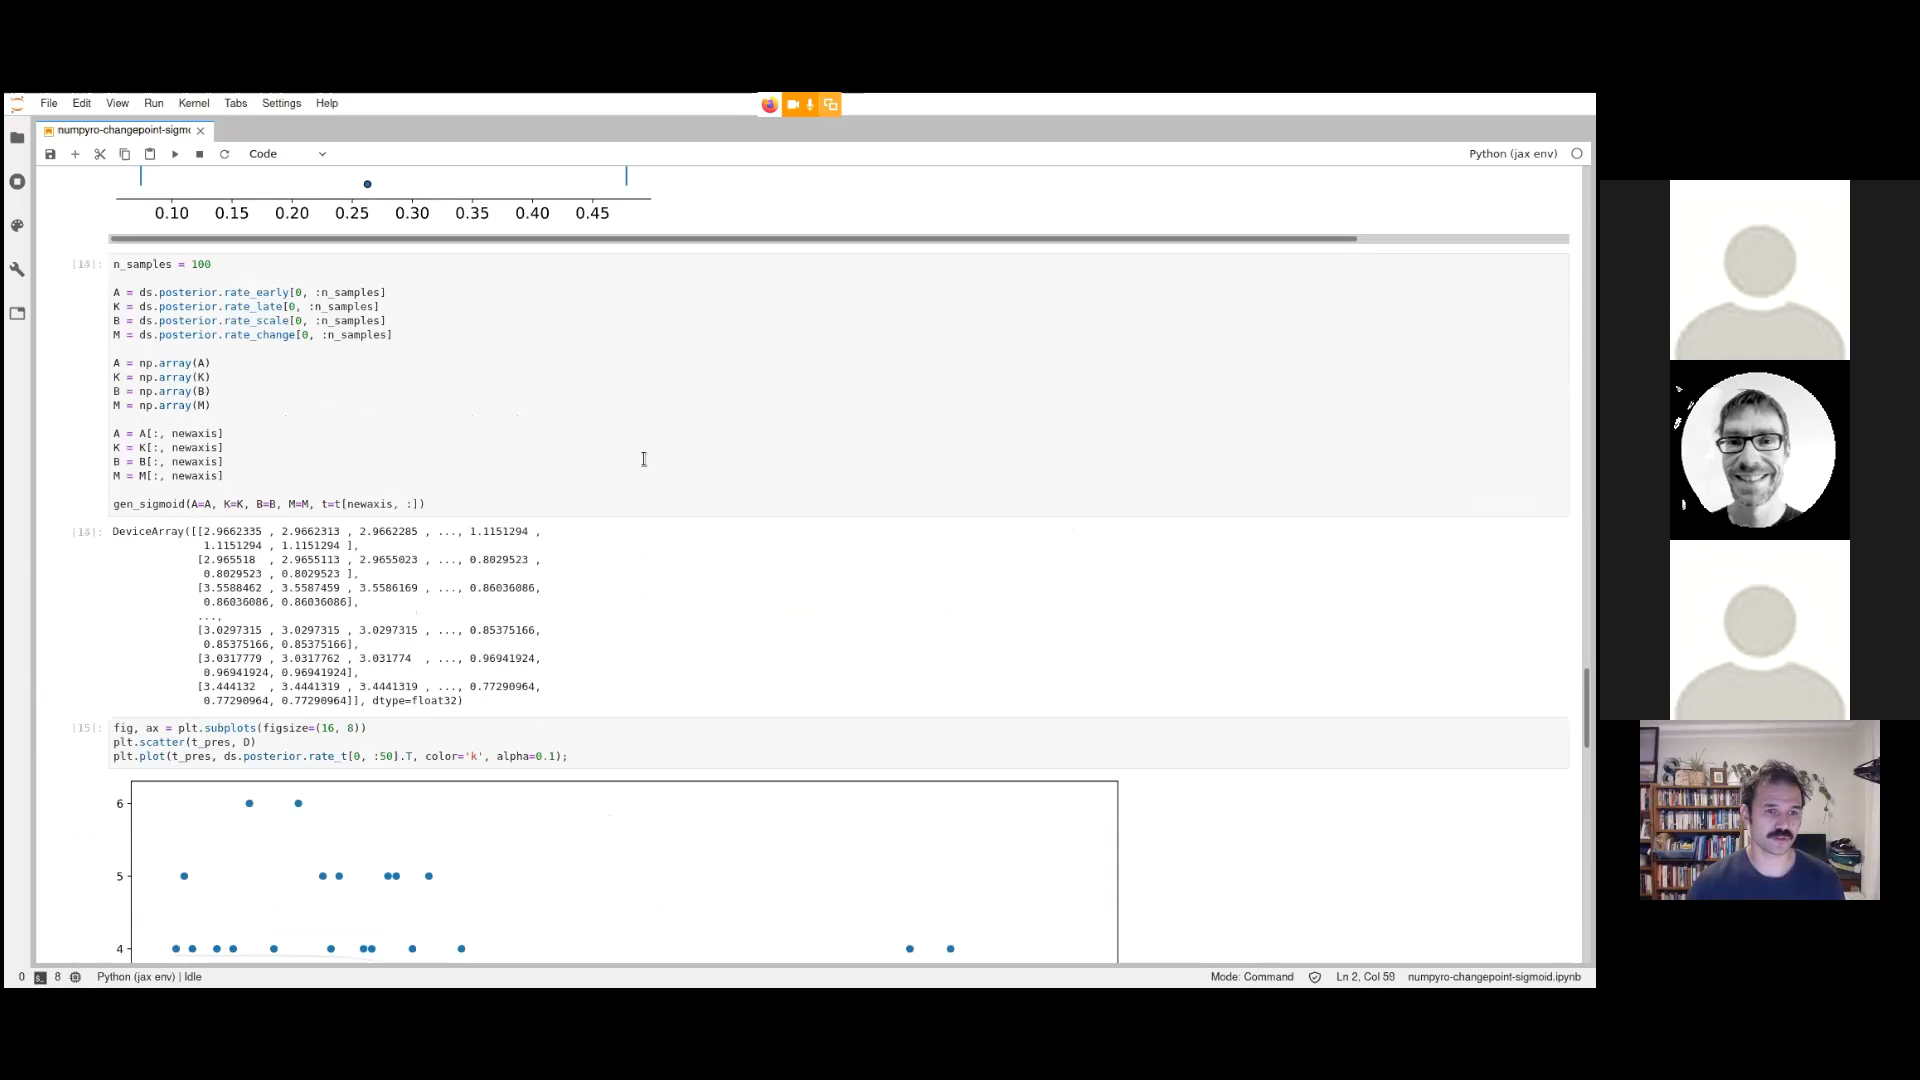 File Edit View Run Kernel Tabs Settings Help
numpyro-changepoint-sigmo
Code
Python (jax env)
0.10 0.15 0.20 0.25 0.30 0.35 0.40 0.45
[14]: n_samples = 100
A = ds.posterior.rate_early[0, :n_samples]
K = ds.posterior.rate_late[0, :n_samples]
B = ds.posterior.rate_scale[0, :n_samples]
M = ds.posterior.rate_change[0, :n_samples]
A = np.array(A)
K = np.array(K)
B = np.array(B)
M = np.array(M)
A = A[:, newaxis]
K = K[:, newaxis]
B = B[:, newaxis]
M = M[:, newaxis]
gen_sigmoid(A=A, K=K, B=B, M=M, t=t[newaxis, :])
[14]: DeviceArray([[2.9662335 , 2.9662313 , 2.9662285 , ..., 1.1151294 ,
1.1151294 , 1.1151294 ],
[2.965518 , 2.9655113 , 2.9655023 , ..., 0.8029523 ,
0.8029523 , 0.8029523 ],
[3.5588462 , 3.5587459 , 3.5586169 , ..., 0.86036086,
0.86036086, 0.86036086],
...,
[3.0297315 , 3.0297315 , 3.0297315 , ..., 0.85375166,
0.85375166, 0.85375166],
[3.0317779 , 3.0317762 , 3.031774 , ..., 0.96941924,
0.96941924, 0.96941924],
[3.444132 , 3.4441319 , 3.4441319 , ..., 0.77290964,
0.77290964, 0.77290964]], dtype=float32)
[15]: fig, ax = plt.subplots(figsize=(16, 8))
plt.scatter(t_pres, D)
plt.plot(t_pres, ds.posterior.rate_t[0, :50].T, color='k', alpha=0.1);
6
5
4
0 8 Python (jax env) | Idle Mode: Command Ln 2, Col 59 numpyro-changepoint-sigmoid.ipynb